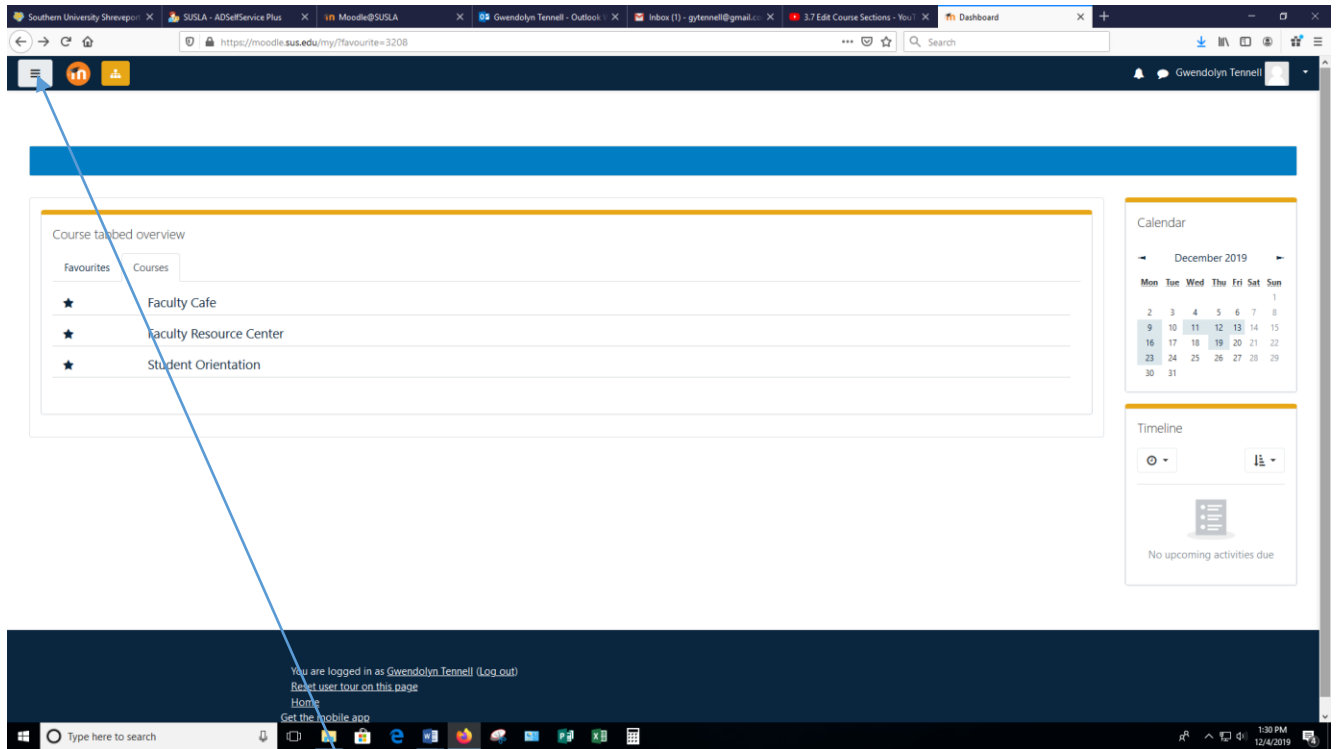 Southern University Shreveport
SUSLA - ADSelfService Plus
Moodle@SUSLA
Gwendolyn Tennell - Outlook
Inbox (1) - gytennell@gmail.co
3.7 Edit Course Sections - YouT
Dashboard
https://moodle.sus.edu/my/?favourite=3208
Search
Gwendolyn Tennell
Course tabbed overview
Favourites Courses
Faculty Cafe
Faculty Resource Center
Student Orientation
Calendar
December 2019
Mon Tue Wed Thu Fri Sat Sun
1
2 3 4 5 6 7 8
9 10 11 12 13 14 15
16 17 18 19 20 21 22
23 24 25 26 27 28 29
30 31
Timeline
No upcoming activities due
You are logged in as Gwendolyn Tennell (Log out)
Reset user tour on this page
Home
Get the mobile app
Type here to search
1:30 PM
12/4/2019
4